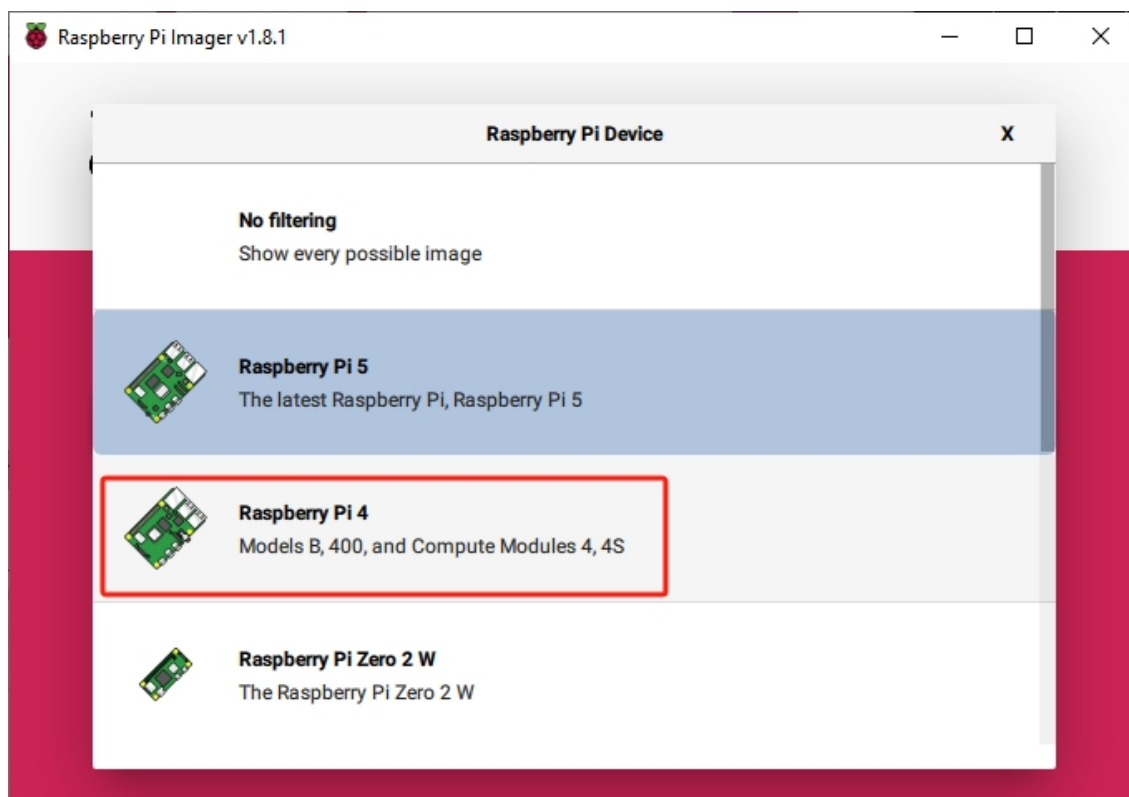 Raspberry Pi Imager v1.8.1
Raspberry Pi Device X
No filtering
Show every possible image
Raspberry Pi 5
The latest Raspberry Pi, Raspberry Pi 5
Raspberry Pi 4
Models B, 400, and Compute Modules 4, 4S
Raspberry Pi Zero 2 W
The Raspberry Pi Zero 2 W